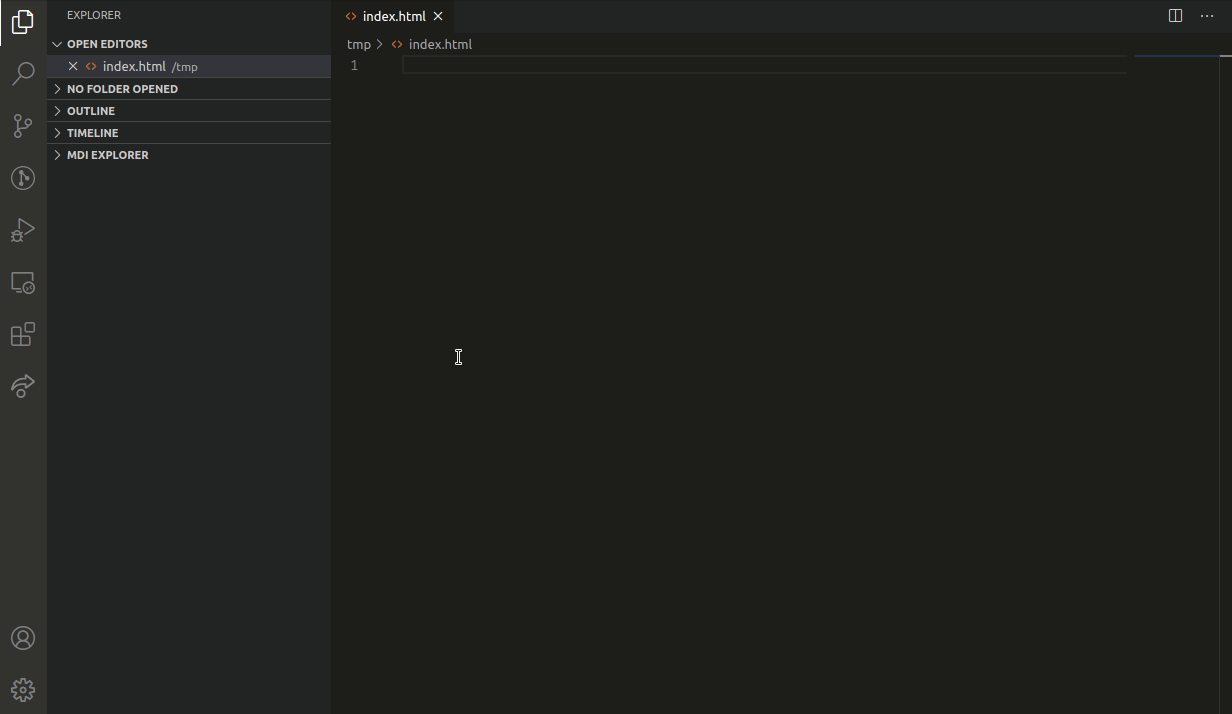 EXPLORER
OPEN EDITORS
index.html /tmp
NO FOLDER OPENED
OUTLINE
TIMELINE
MDI EXPLORER
index.html
tmp > index.html
1